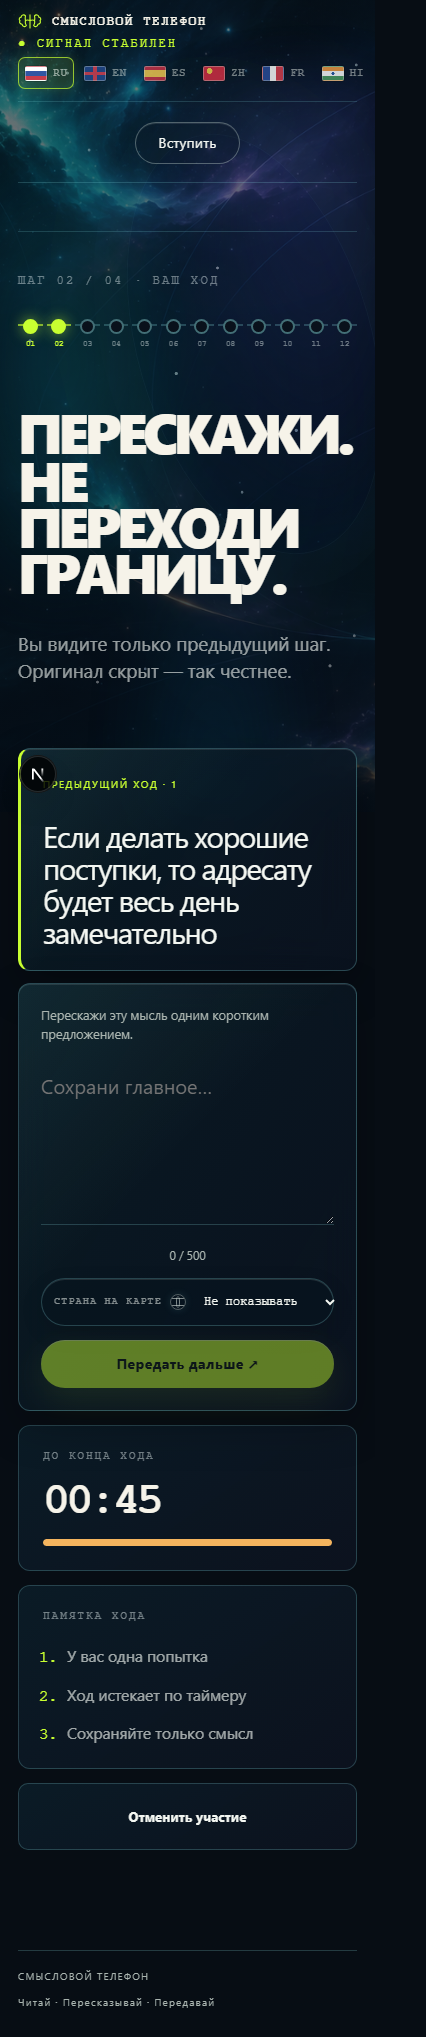 СМЫСЛОВОЙ ТЕЛЕФОН
СИГНАЛ СТАБИЛЕН
RU EN ES ZH FR HI
Вступить
ШАГ 02 / 04 · ВАШ ХОД
01 02 03 04 05 06 07 08 09 10 11 12
ПЕРЕСКАЖИ.
НЕ
ПЕРЕХОДИ
ГРАНИЦУ.
Вы видите только предыдущий шаг.
Оригинал скрыт — так честнее.
N
ПРЕДЫДУЩИЙ ХОД · 1
Если делать хорошие
поступки, то адресату
будет весь день
замечательно
Перескажи эту мысль одним коротким
предложением.
Сохрани главное...
0 / 500
СТРАНА НА КАРТЕ Не показывать
Передать дальше ↗
ДО КОНЦА ХОДА
00:45
ПАМЯТКА ХОДА
1. У вас одна попытка
2. Ход истекает по таймеру
3. Сохраняйте только смысл
Отменить участие
СМЫСЛОВОЙ ТЕЛЕФОН
Читай · Пересказывай · Передавай